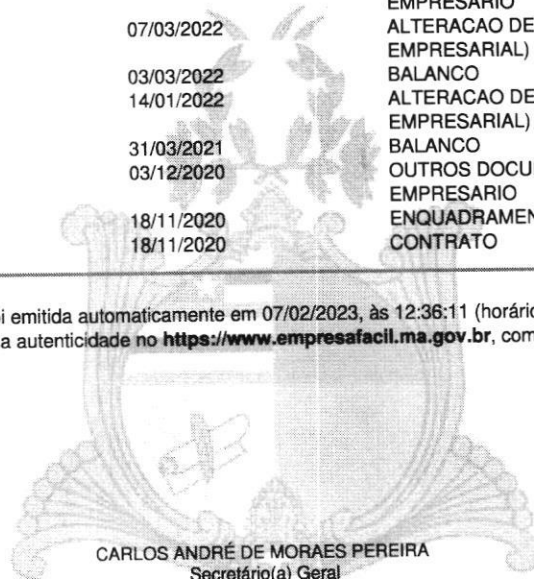 EMPRESARIO
07/03/2022 ALTERACAO DE
EMPRESARIAL)
03/03/2022 BALANCO
14/01/2022 ALTERACAO DE
EMPRESARIAL)
31/03/2021 BALANCO
03/12/2020 OUTROS DOCU
EMPRESARIO
18/11/2020 ENQUADRAMEN
18/11/2020 CONTRATO
i emitida automaticamente em 07/02/2023, às 12:36:11 (horário
a autenticidade no https://www.empresafacil.ma.gov.br, com
CARLOS ANDRÉ DE MORAES PEREIRA
Secretário(a) Geral